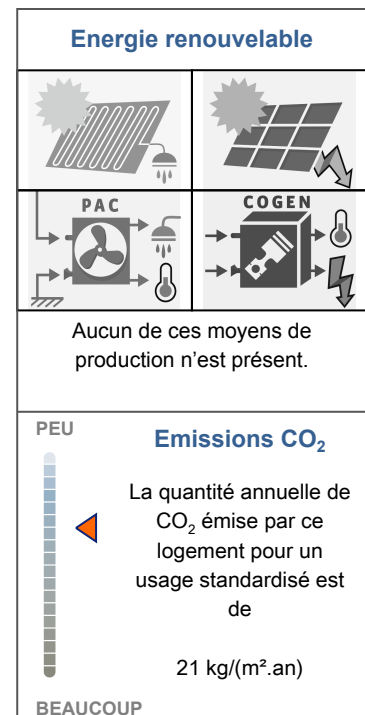 Energie renouvelable
PAC
COGEN
Aucun de ces moyens de
production n'est présent.
PEU
Emissions CO₂
La quantité annuelle de
CO₂ émise par ce
logement pour un
usage standardisé est
de
21 kg/(m².an)
BEAUCOUP